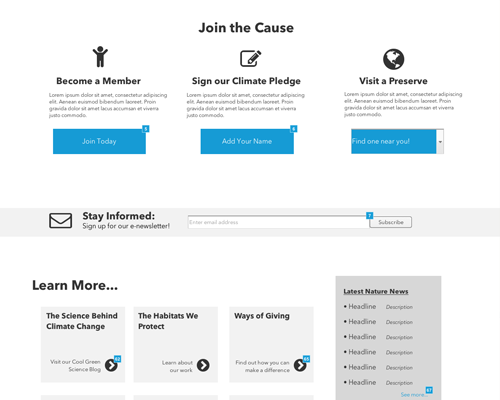 Join the Cause
Become a Member
Lorem ipsum dolor sit amet, consectetur adipiscing
elit. Aenean euismod bibendum laoreet. Proin
gravida dolor sit amet lacus accumsan et viverra
justo commodo.
5
Join Today
Sign our Climate Pledge
Lorem ipsum dolor sit amet, consectetur adipiscing
elit. Aenean euismod bibendum laoreet. Proin
gravida dolor sit amet lacus accumsan et viverra
justo commodo.
6
Add Your Name
Visit a Preserve
Lorem ipsum dolor sit amet, consectetur adipiscing
elit. Aenean euismod bibendum laoreet. Proin
gravida dolor sit amet lacus accumsan et viverra
justo commodo.
Find one near you!
Stay Informed:
Sign up for our e-newsletter!
Enter email address
7
Subscribe
Learn More...
The Science Behind
Climate Change
Visit our Cool Green
Science Blog
The Habitats We
Protect
Learn about
our work
Ways of Giving
Find out how you can
make a difference
Latest Nature News
• Headline Description
• Headline Description
• Headline Description
• Headline Description
• Headline Description
• Headline Description
See more.